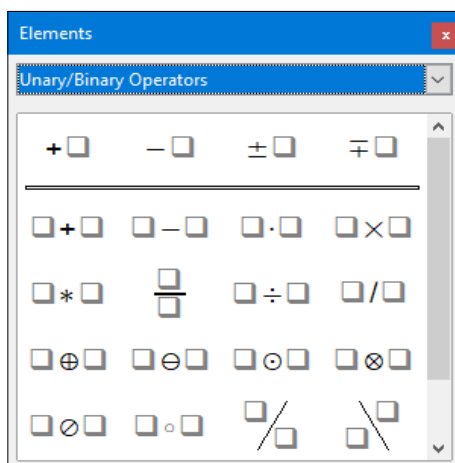 Elements
x
Unary/Binary Operators
+□ −□ ±□ ∓□
□+□ □−□ □·□ □×□
□∗□ □/□ □÷□ □/□
□⊕□ □⊖□ □⊙□ □⊗□
□⊘□ □∘□ □/□ □\□